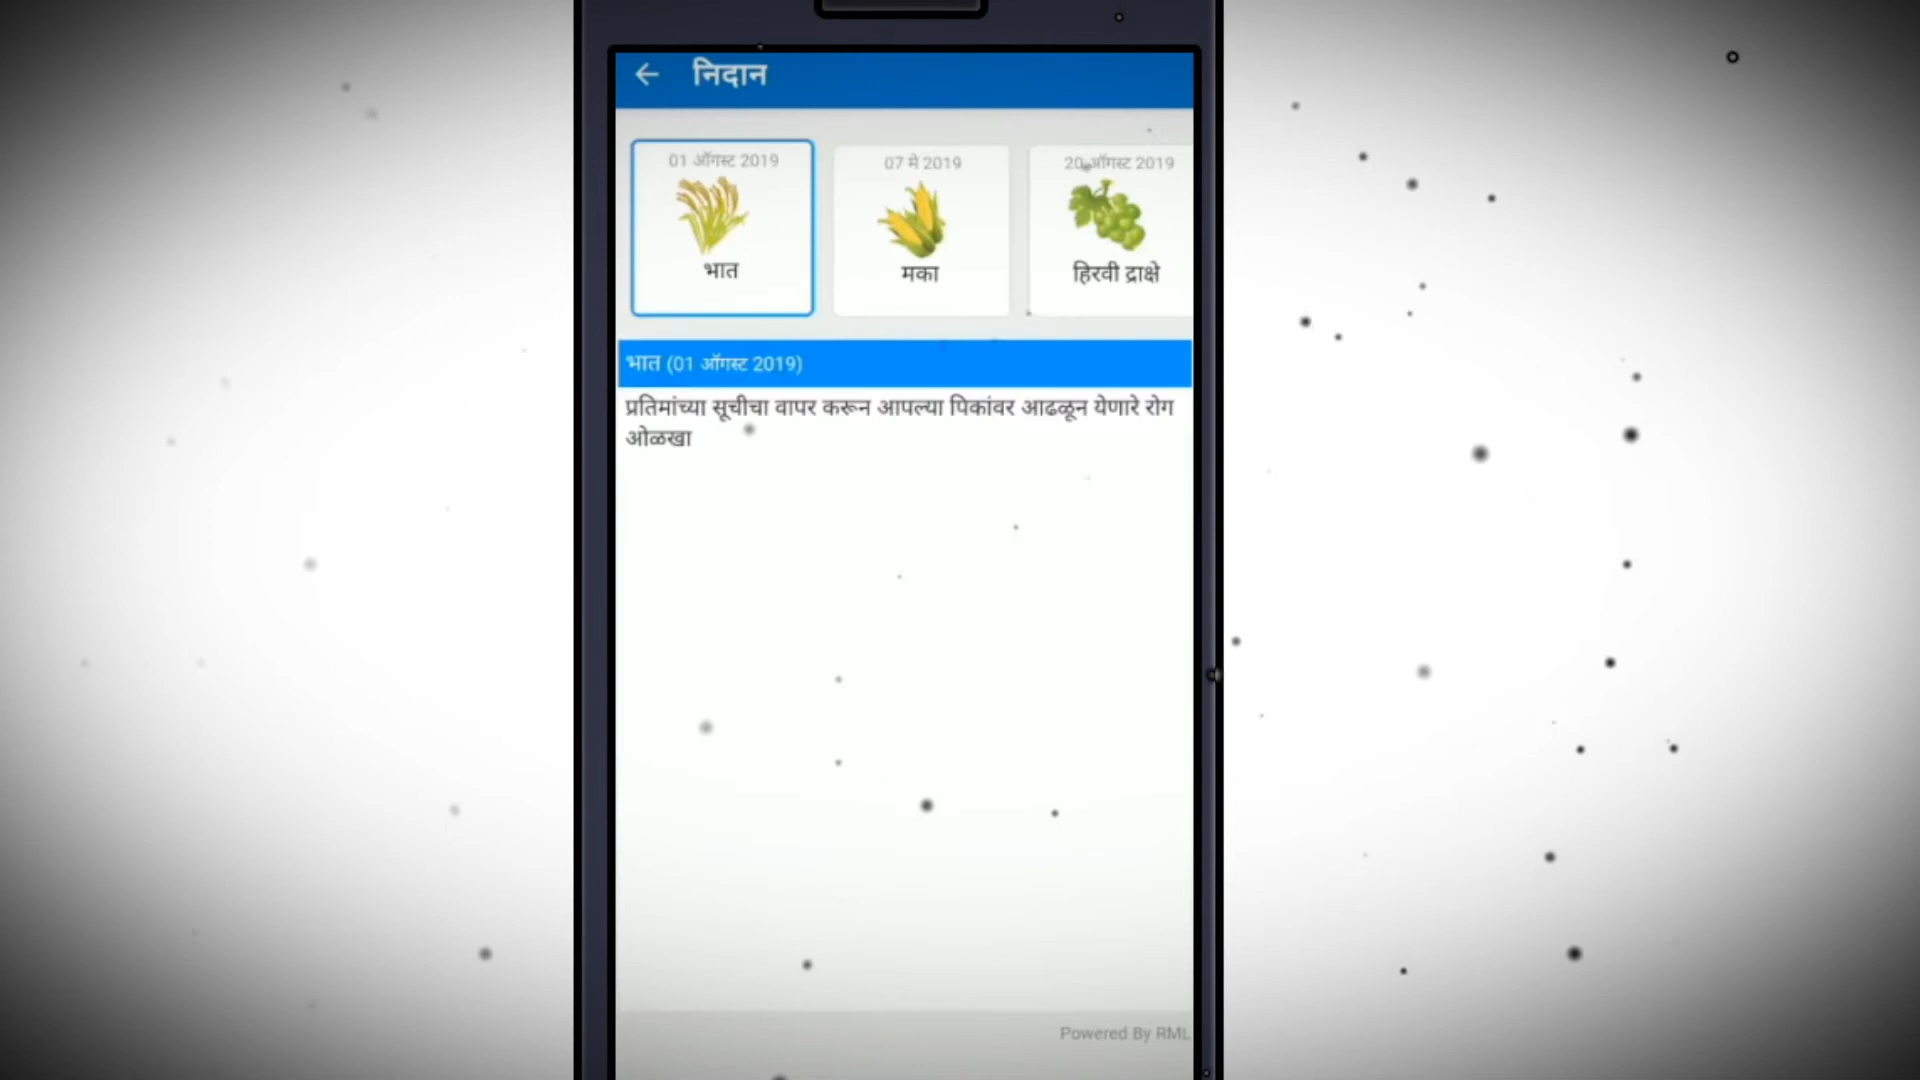 निदान
01 ऑगस्ट 2019
07 मे 2019
20 ऑगस्ट 2019
भात
मका
हिरवी द्राक्षे
भात (01 ऑगस्ट 2019)
प्रतिमांच्या सूचीचा वापर करून आपल्या पिकांवर आढळून येणारे रोग
ओळखा
Powered By RML